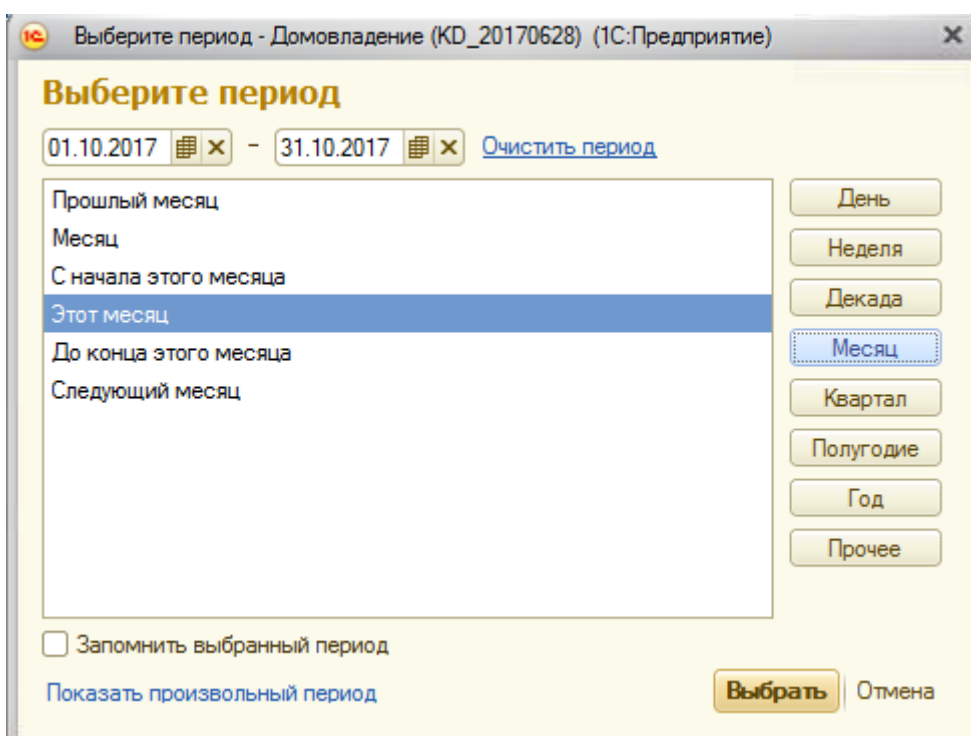 1С Выберите период - Домовладение (KD_20170628) (1С:Предприятие)
Выберите период
01.10.2017 - 31.10.2017 Очистить период
Прошлый месяц
Месяц
С начала этого месяца
Этот месяц
До конца этого месяца
Следующий месяц
День
Неделя
Декада
Месяц
Квартал
Полугодие
Год
Прочее
Запомнить выбранный период
Показать произвольный период
Выбрать Отмена